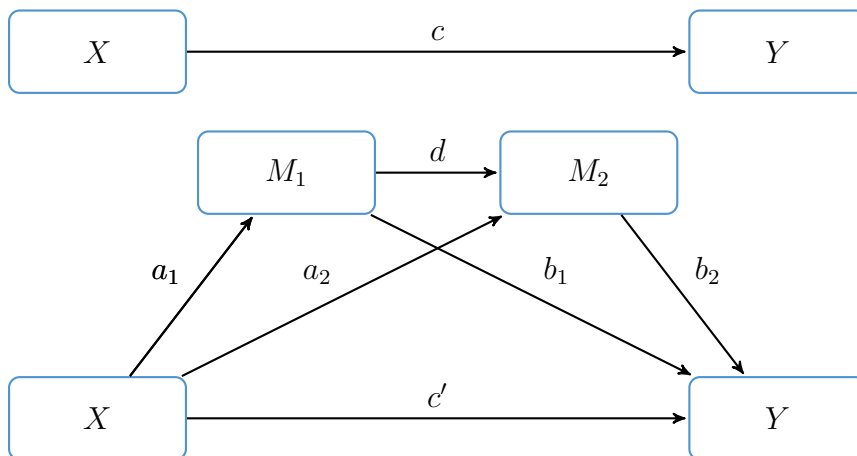 c
X Y
d
M₁ M₂
a₁ a₂ b₁ b₂
c′
X Y